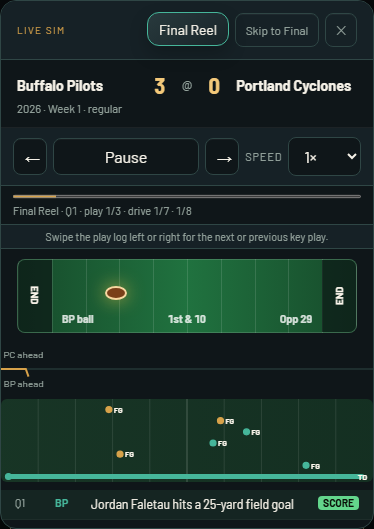 LIVE SIM
Final Reel
Skip to Final
×
Buffalo Pilots 3 @ 0 Portland Cyclones
2026 · Week 1 · regular
← Pause → SPEED 1×
Final Reel · Q1 · play 1/3 · drive 1/7 · 1/8
Swipe the play log left or right for the next or previous key play.
END
END
BP ball 1st & 10 Opp 29
PC ahead
BP ahead
FG
FG
FG
FG
FG
FG
TD
Q1 BP Jordan Faletau hits a 25-yard field goal SCORE